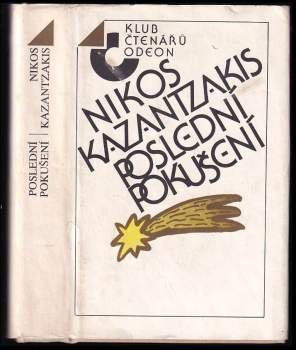 KLUB
ČTENÁŘŮ
ODEON
NIKOS
KAZANTZAKIS
POSLEDNÍ
POKUŠENÍ
POSLEDNÍ
POKUŠENÍ
NIKOS
KAZANTZAKIS